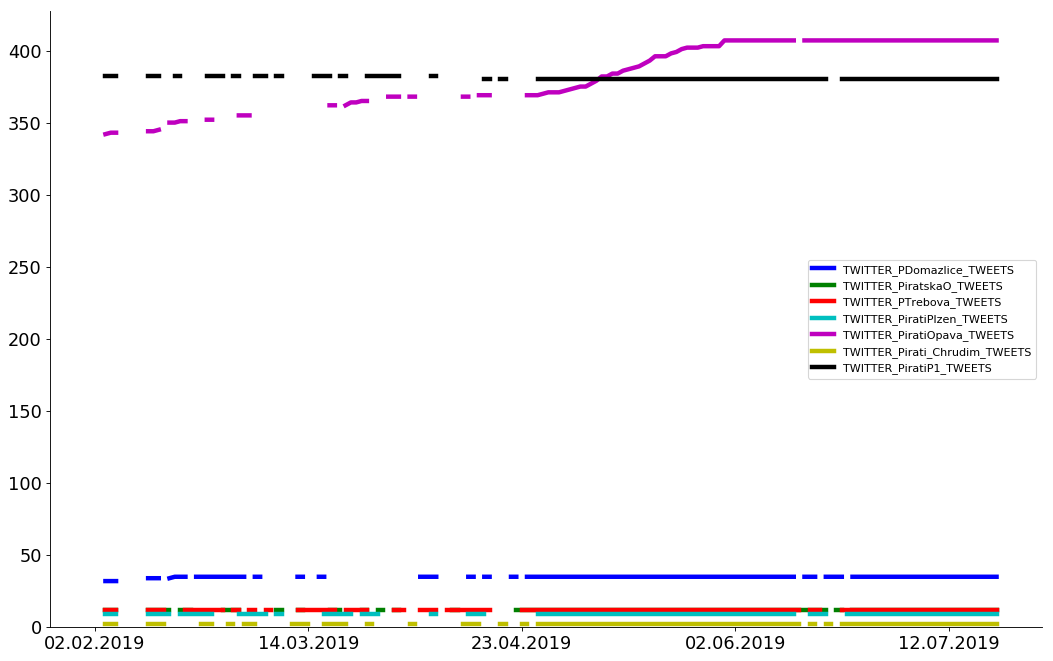 400
350
300
250
200
150
100
50
0
TWITTER_PDomazlice_TWEETS
TWITTER_PiratskaO_TWEETS
TWITTER_PTrebova_TWEETS
TWITTER_PiratiPlzen_TWEETS
TWITTER_PiratiOpava_TWEETS
TWITTER_Pirati_Chrudim_TWEETS
TWITTER_PiratiP1_TWEETS
02.02.2019 14.03.2019 23.04.2019 02.06.2019 12.07.2019